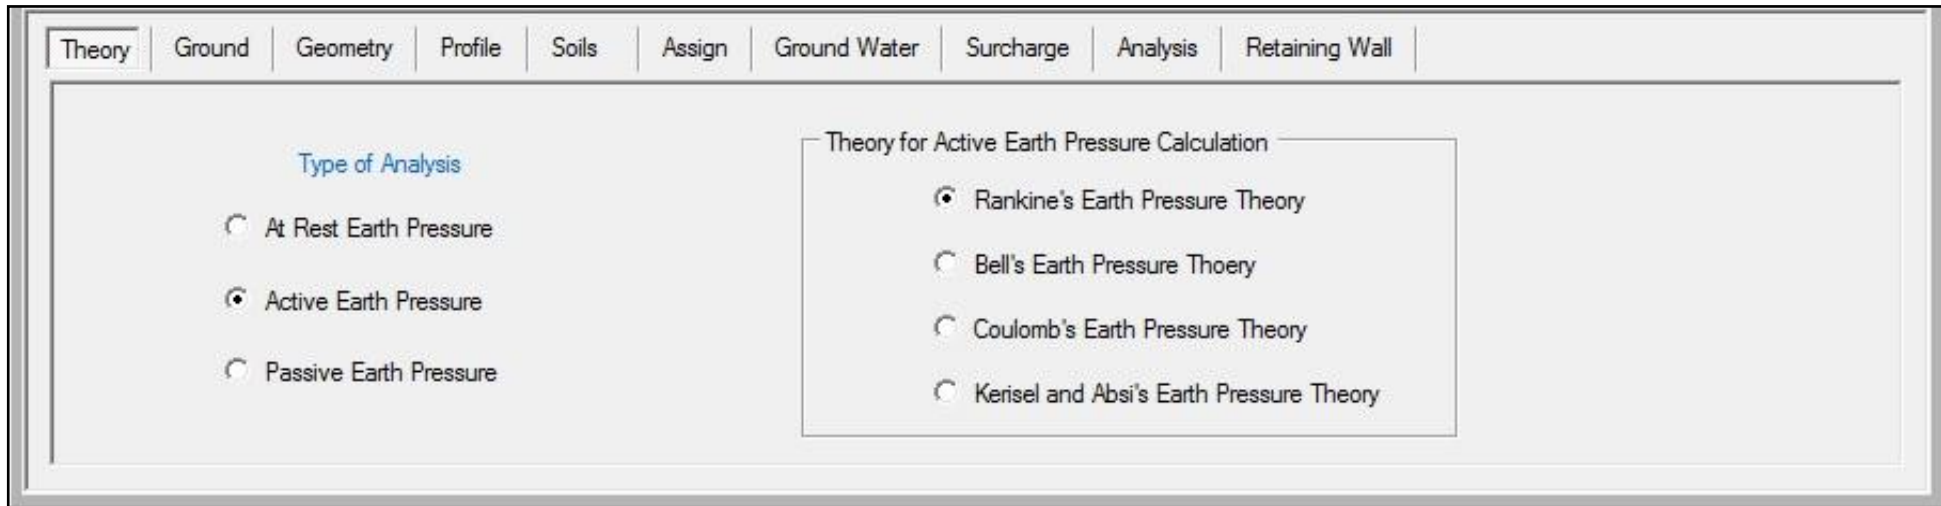 Theory Ground Geometry Profile Soils Assign Ground Water Surcharge Analysis Retaining Wall
Type of Analysis
At Rest Earth Pressure
Active Earth Pressure
Passive Earth Pressure
Theory for Active Earth Pressure Calculation
Rankine's Earth Pressure Theory
Bell's Earth Pressure Thoery
Coulomb's Earth Pressure Theory
Kerisel and Absi's Earth Pressure Theory